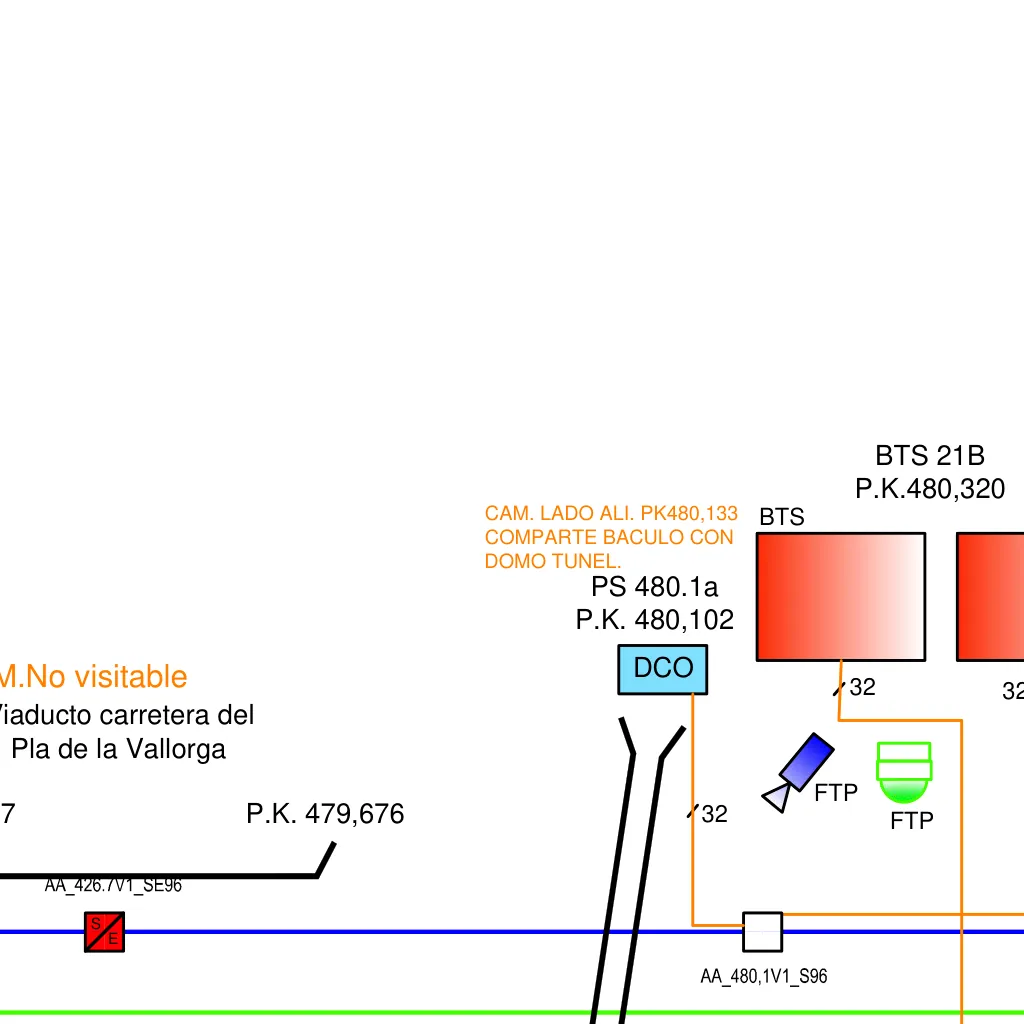 BTS 21B
P.K.480,320
CAM. LADO ALI. PK480,133
COMPARTE BACULO CON
DOMO TUNEL.
BTS
PS 480.1a
P.K. 480,102
DCO
M.No visitable
Viaducto carretera del
Pla de la Vallorga
32
32
FTP
FTP
7
P.K. 479,676
32
AA_426.7V1_SE96
S
E
AA_480,1V1_S96